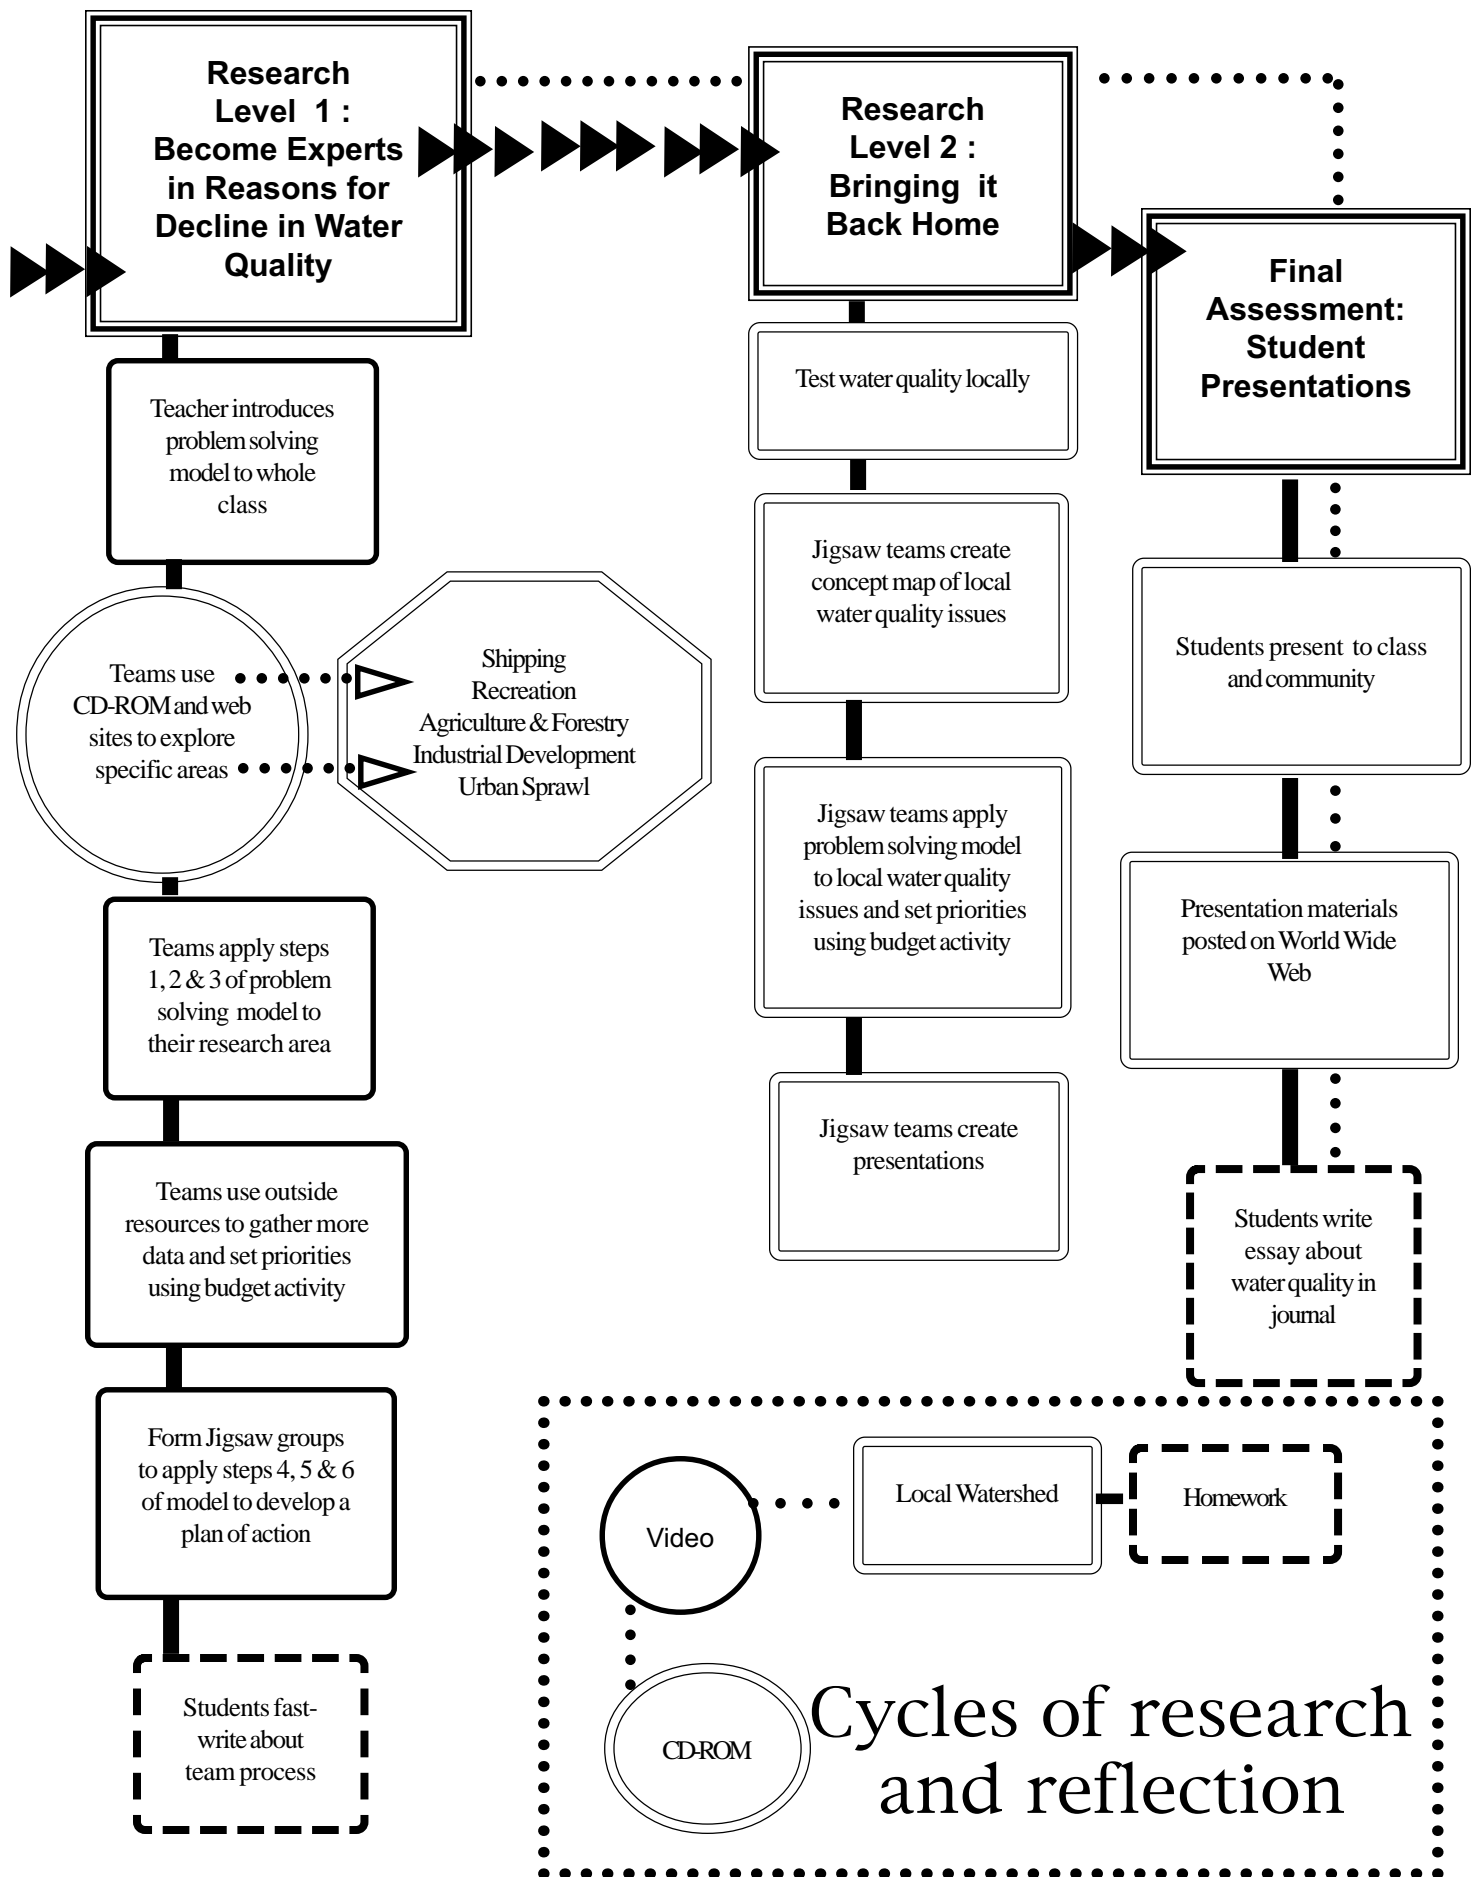 Research
Level 1 :
Become Experts
in Reasons for
Decline in Water
Quality
Teacher introduces
problem solving
model to whole
class
Teams use
CD-ROM and web
sites to explore
specific areas
Shipping
Recreation
Agriculture & Forestry
Industrial Development
Urban Sprawl
Teams apply steps
1, 2 & 3 of problem
solving model to
their research area
Teams use outside
resources to gather more
data and set priorities
using budget activity
Form Jigsaw groups
to apply steps 4, 5 & 6
of model to develop a
plan of action
Students fast-
write about
team process
Research
Level 2 :
Bringing it
Back Home
Test water quality locally
Jigsaw teams create
concept map of local
water quality issues
Jigsaw teams apply
problem solving model
to local water quality
issues and set priorities
using budget activity
Jigsaw teams create
presentations
Final
Assessment:
Student
Presentations
Students present to class
and community
Presentation materials
posted on World Wide
Web
Students write
essay about
water quality in
journal
Video
Local Watershed
Homework
CD-ROM
Cycles of research
and reflection